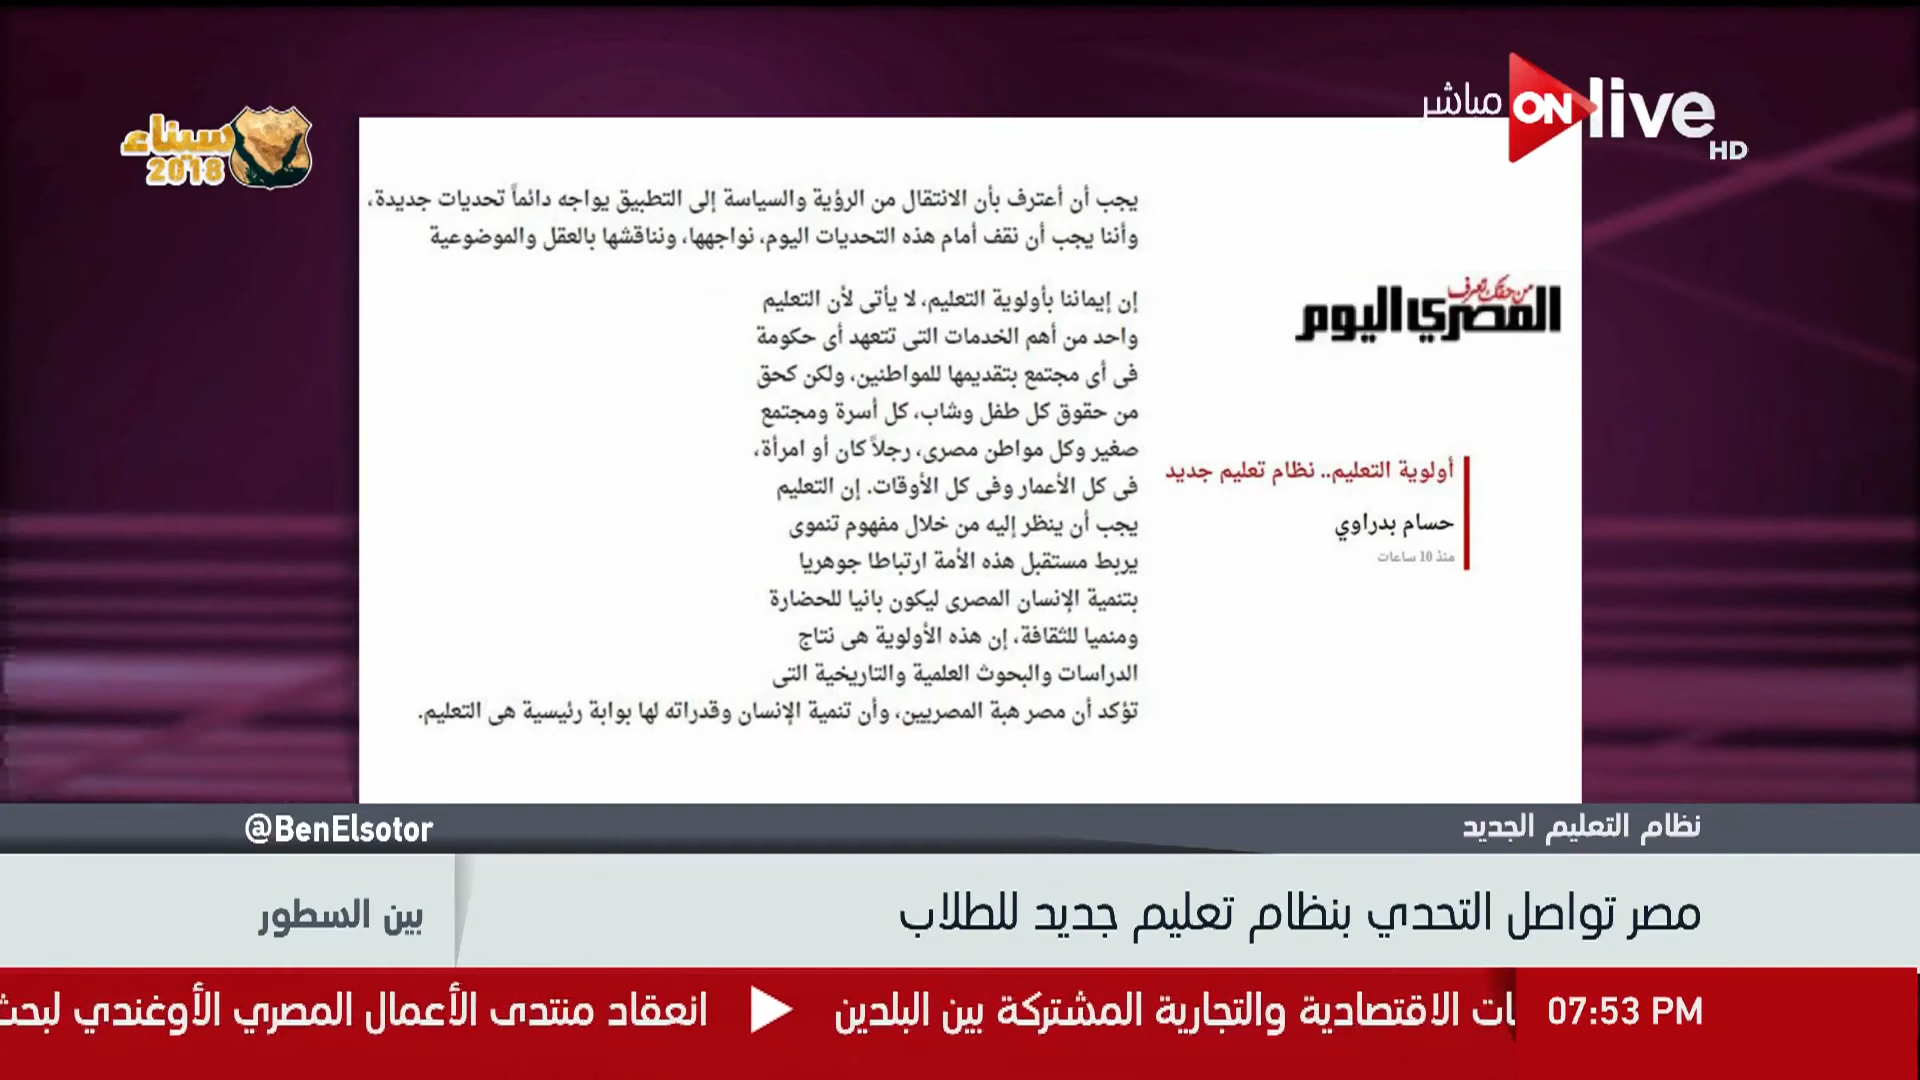 مباشر ON live
HD
سيناء
2018
يجب أن أعترف بأن الانتقال من الرؤية والسياسة إلى التطبيق يواجه دائماً تحديات جديدة،
وأننا يجب أن نقف أمام هذه التحديات اليوم، نواجهها، ونناقشها بالعقل والموضوعية
من حقك تعرف
المصري اليوم
إن إيماننا بأولوية التعليم، لا يأتى لأن التعليم
واحد من أهم الخدمات التى تتعهد أى حكومة
فى أى مجتمع بتقديمها للمواطنين، ولكن كحق
من حقوق كل طفل وشاب، كل أسرة ومجتمع
صغير وكل مواطن مصرى، رجلاً كان أو امرأة،
فى كل الأعمار وفى كل الأوقات. إن التعليم
يجب أن ينظر إليه من خلال مفهوم تنموى
يربط مستقبل هذه الأمة ارتباطا جوهريا
بتنمية الإنسان المصرى ليكون بانيا للحضارة
ومنميا للثقافة، إن هذه الأولوية هى نتاج
الدراسات والبحوث العلمية والتاريخية التى
تؤكد أن مصر هبة المصريين، وأن تنمية الإنسان وقدراته لها بوابة رئيسية هى التعليم.
أولوية التعليم.. نظام تعليم جديد
حسام بدراوي
منذ 10 ساعات
نظام التعليم الجديد
@BenElsotor
مصر تواصل التحدي بنظام تعليم جديد للطلاب
بين السطور
07:53 PM
الاقتصادية والتجارية المشتركة بين البلدين
انعقاد منتدى الأعمال المصري الأوغندي لبحث